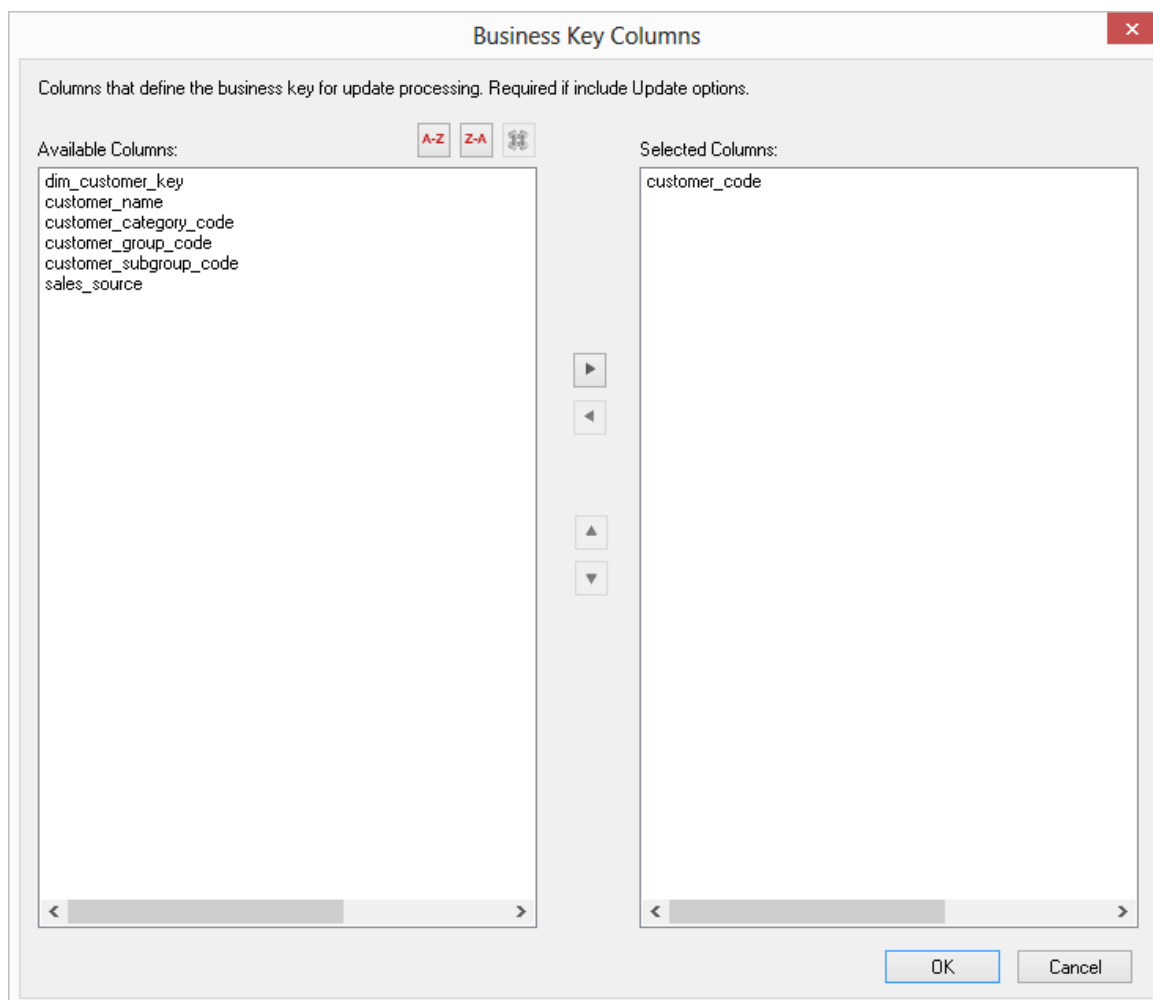 Business Key Columns
Columns that define the business key for update processing. Required if include Update options.
Available Columns:
A-Z
Z-A
dim_customer_key
customer_name
customer_category_code
customer_group_code
customer_subgroup_code
sales_source
Selected Columns:
customer_code
OK
Cancel